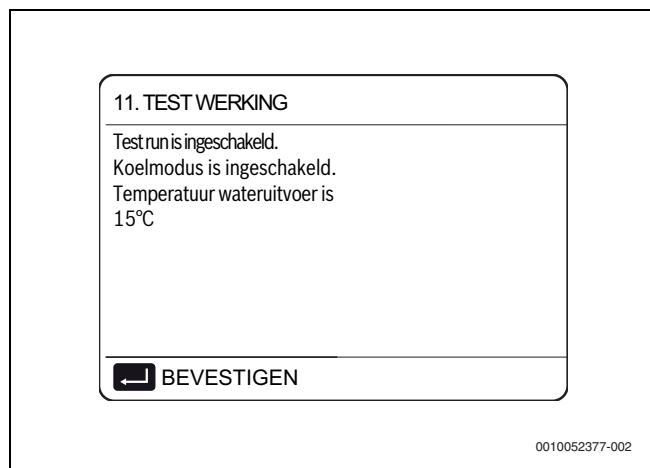 11. TEST WERKING
Test run is ingeschakeld.
Koelmodus is ingeschakeld.
Temperatuur wateruitvoer is
15°C
BEVESTIGEN
0010052377-002